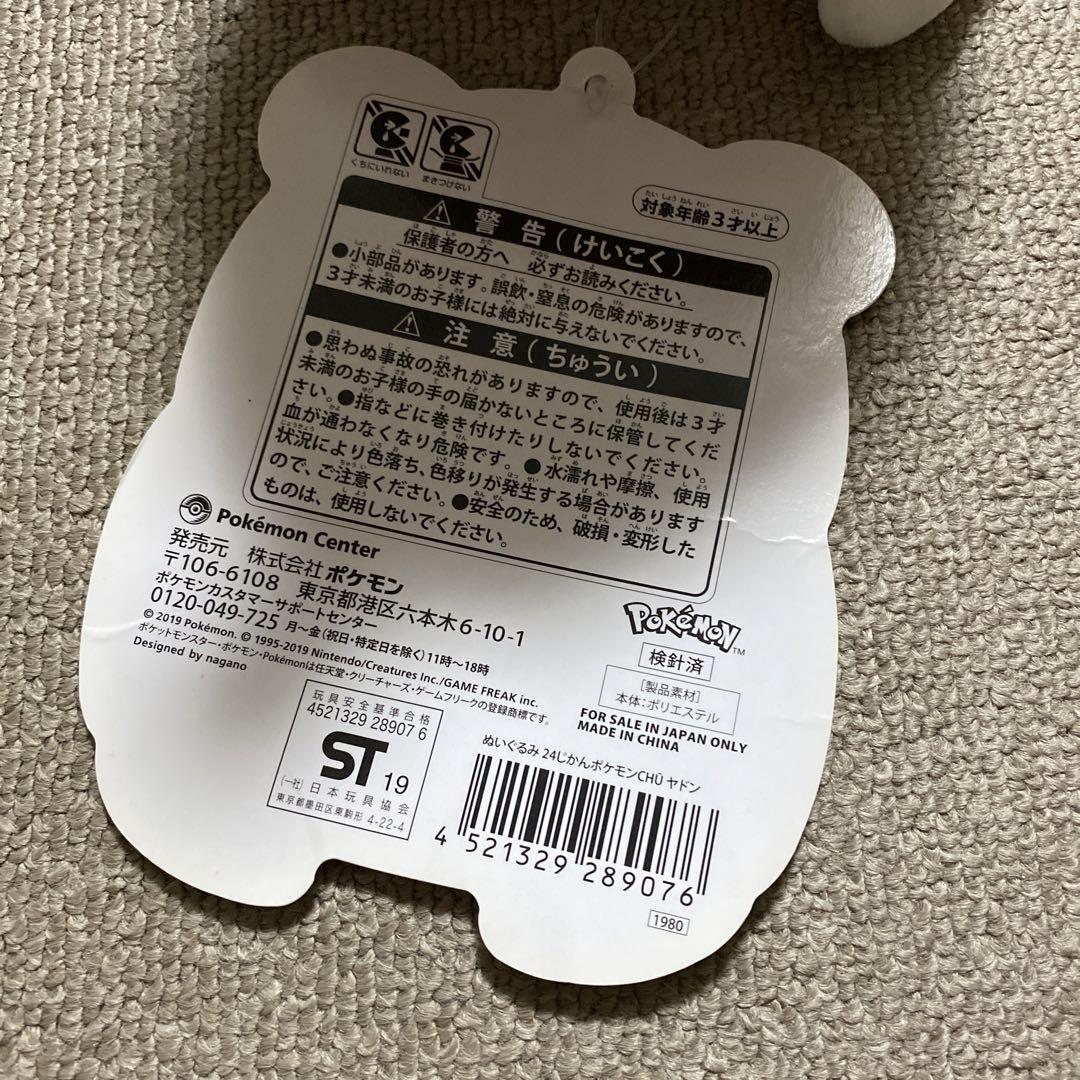 くちにいれない
まきつけない
対象年齢3才以上
警告(けいこく)
保護者の方へ 必ずお読みください。
●小部品があります。誤飲・窒息の危険がありますので、
3才未満のお子様には絶対に与えないでください。
注意(ちゅうい)
●思わぬ事故の恐れがありますので、使用後は3才
未満のお子様の手の届かないところに保管してくだ
さい。●指などに巻き付けたりしないでください。
血が通わなくなり危険です。●水濡れや摩擦、使用
状況により色落ち、色移りが発生する場合があります
ので、ご注意ください。●安全のため、破損・変形した
ものは、使用しないでください。
Pokémon Center
発売元 株式会社ポケモン
〒106-6108 東京都港区六本木6-10-1
ポケモンカスタマーサポートセンター
0120-049-725 月〜金(祝日・特定日を除く)11時〜18時
© 2019 Pokémon. © 1995-2019 Nintendo/Creatures Inc./GAME FREAK inc.
ポケットモンスター・ポケモン・Pokémonは任天堂・クリーチャーズ・ゲームフリークの登録商標です。
Designed by nagano
POKéMON™
検針済
[製品素材]
本体:ポリエステル
FOR SALE IN JAPAN ONLY
MADE IN CHINA
玩具安全基準合格
4521329 28907 6
ST 19
(一社)日本玩具協会
東京都墨田区東駒形 4-22-4
ぬいぐるみ 24じかんポケモンCHŪ ヤドン
4 521329 289076
1980